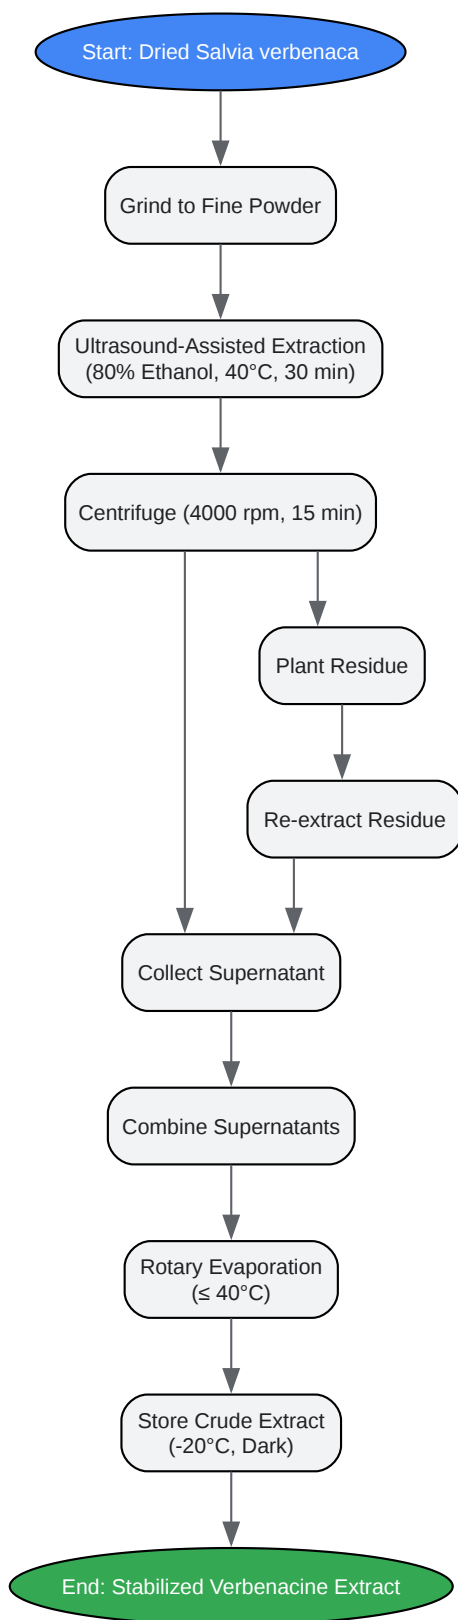 Start: Dried Salvia verbenaca
Grind to Fine Powder
Ultrasound-Assisted Extraction
(80% Ethanol, 40°C, 30 min)
Centrifuge (4000 rpm, 15 min)
Plant Residue
Re-extract Residue
Collect Supernatant
Combine Supernatants
Rotary Evaporation
(≤ 40°C)
Store Crude Extract
(-20°C, Dark)
End: Stabilized Verbenacine Extract